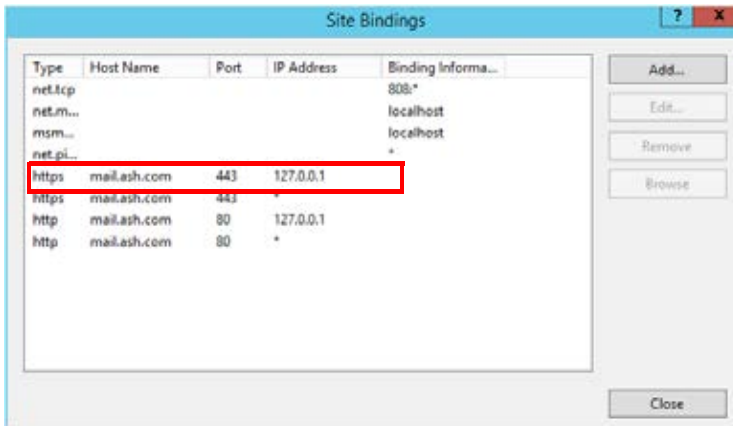 Site Bindings
? X
Type Host Name Port IP Address Binding Informa...
net.tcp 808:*
net.m... localhost
msm... localhost
net.pi... *
https mail.ash.com 443 127.0.0.1
https mail.ash.com 443 *
http mail.ash.com 80 127.0.0.1
http mail.ash.com 80 *
Add...
Edit...
Remove
Browse
Close